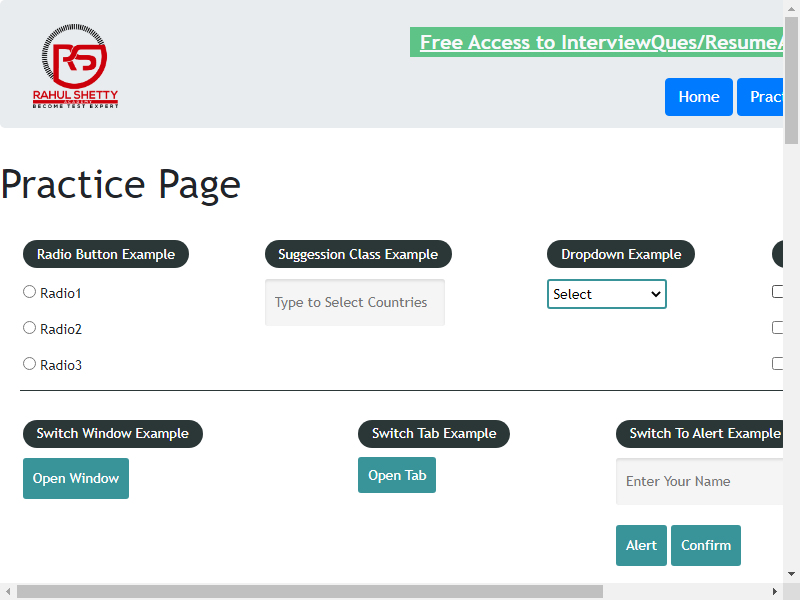 Free Access to InterviewQues/Resume
RS
RAHUL SHETTY
ACADEMY
BECOME TEST EXPERT
Home
Practice Page
Radio Button Example
Suggession Class Example
Dropdown Example
Radio1
Type to Select Countries
Select
Radio2
Radio3
Switch Window Example
Switch Tab Example
Switch To Alert Example
Open Window
Open Tab
Enter Your Name
Alert
Confirm